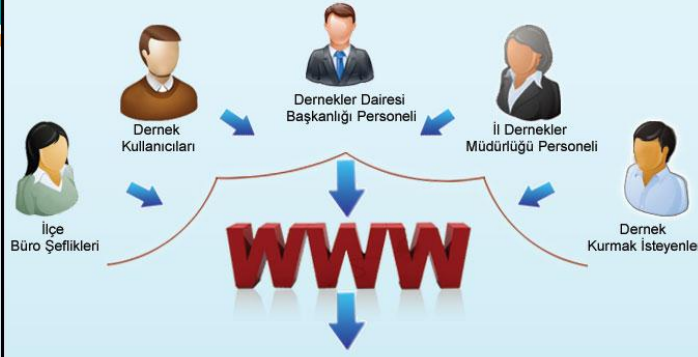 Dernekler Dairesi
Başkanlığı Personeli
Dernek
Kullanıcıları
İl Dernekler
Müdürlüğü Personeli
İlçe
Büro Şeflikleri
Dernek
Kurmak İsteyenle
WWW